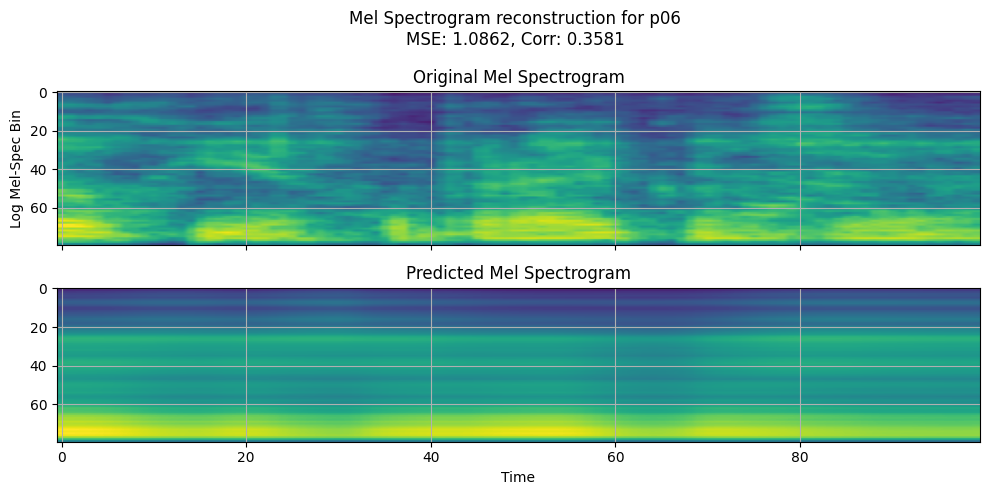 Mel Spectrogram reconstruction for p06
MSE: 1.0862, Corr: 0.3581
Original Mel Spectrogram
0
20
40
60
Log Mel-Spec Bin
Predicted Mel Spectrogram
0
20
40
60
0 20 40 60 80
Time